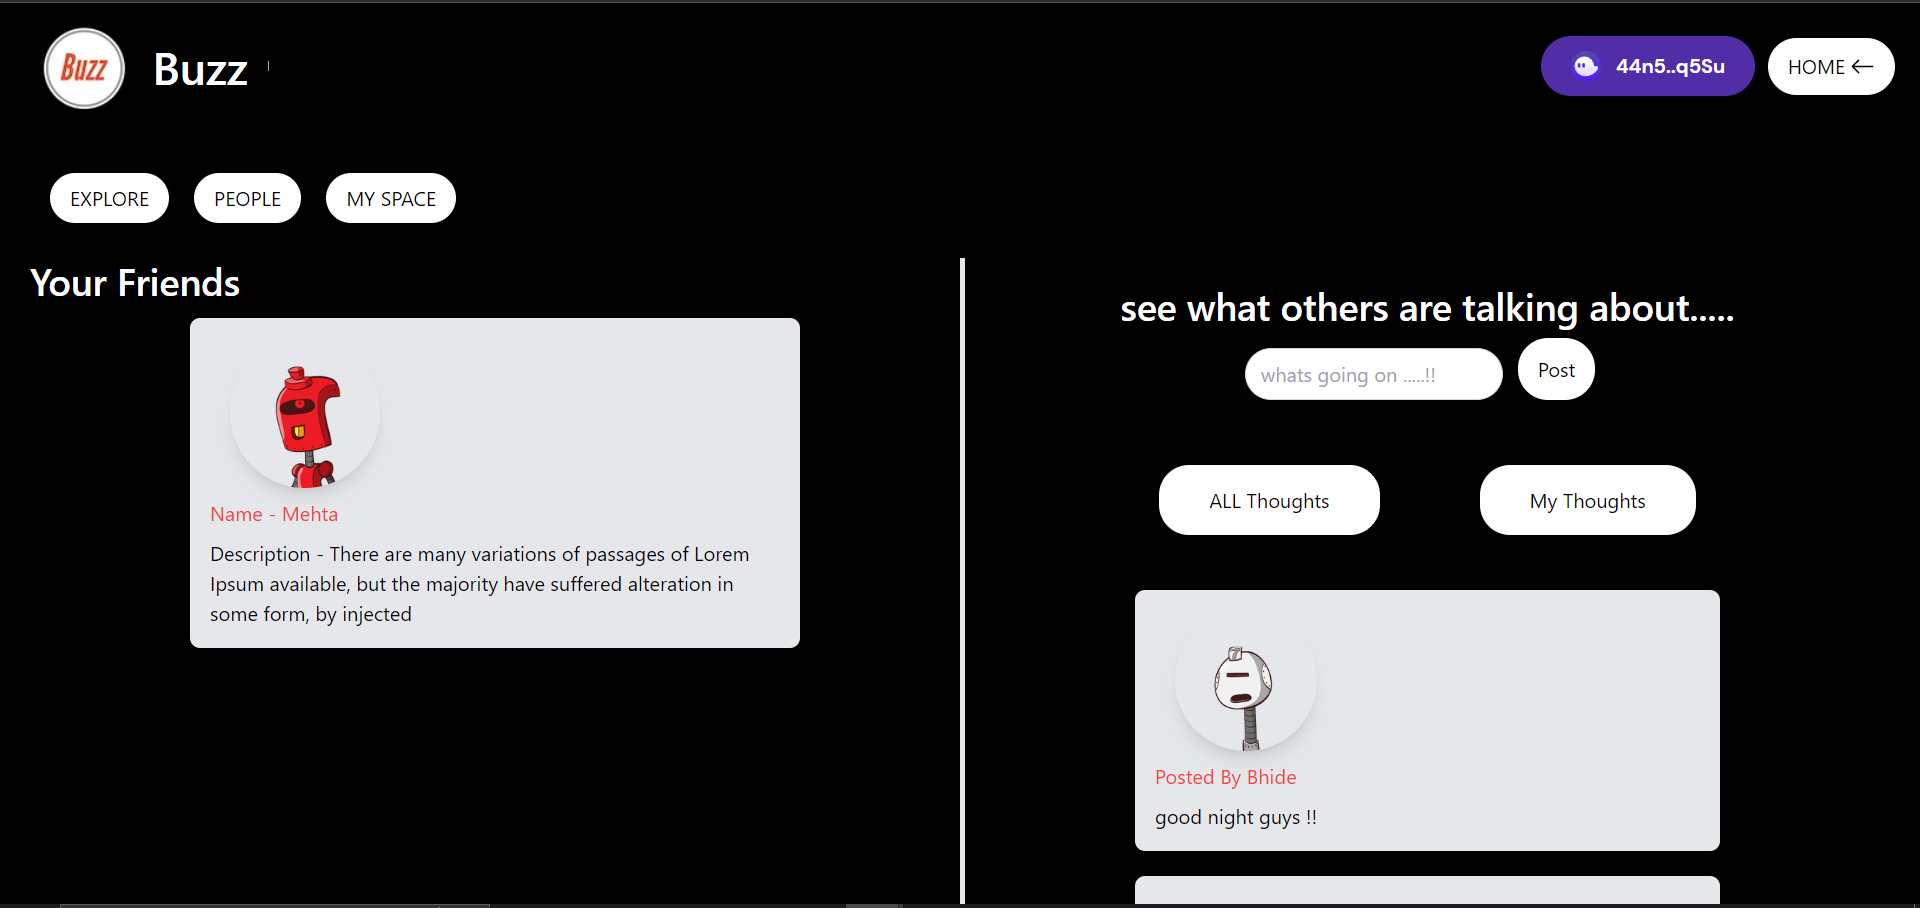 Buzz
Buzz
44n5..q5Su
HOME ←
EXPLORE
PEOPLE
MY SPACE
Your Friends
Name - Mehta
Description - There are many variations of passages of Lorem
Ipsum available, but the majority have suffered alteration in
some form, by injected
see what others are talking about.....
whats going on .....!!
Post
ALL Thoughts
My Thoughts
7
Posted By Bhide
good night guys !!